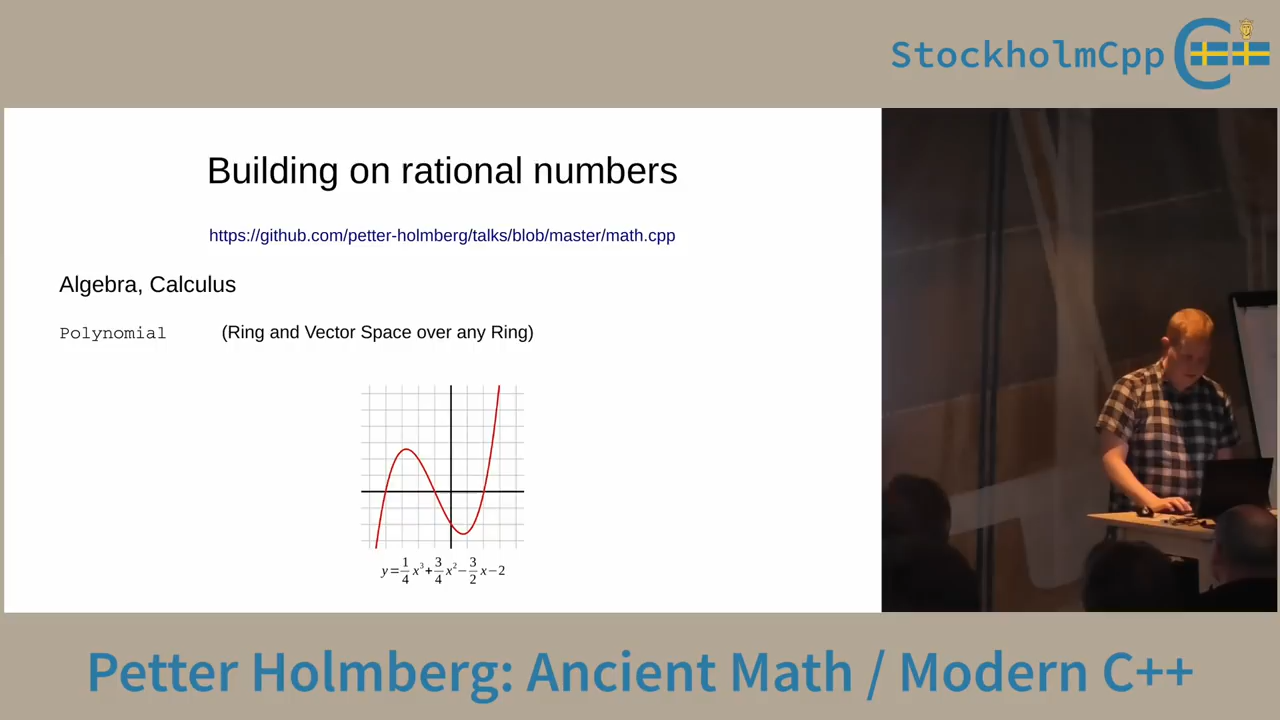 StockholmCpp
Building on rational numbers
https://github.com/petter-holmberg/talks/blob/master/math.cpp
Algebra, Calculus
Polynomial (Ring and Vector Space over any Ring)
y=1/4 x³+3/4 x²−3/2 x−2
Petter Holmberg: Ancient Math / Modern C++